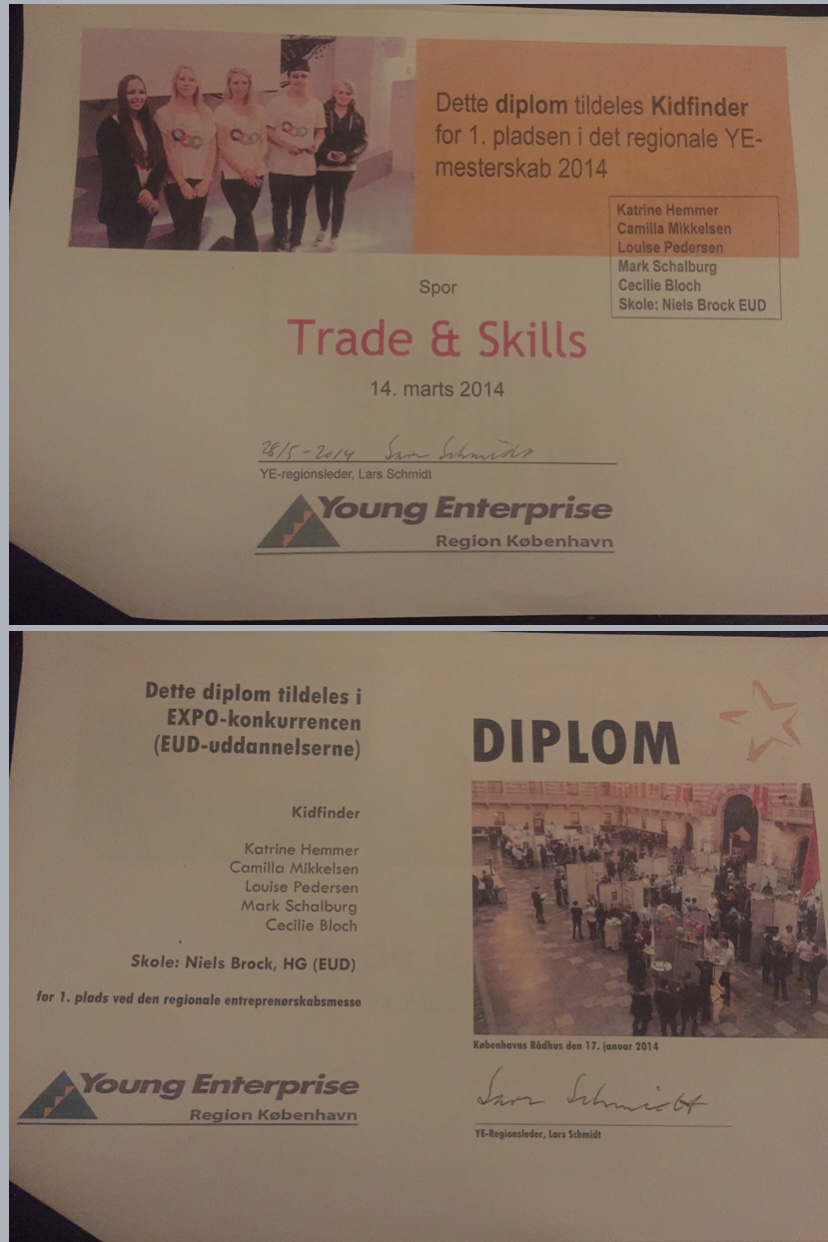 Dette diplom tildeles Kidfinder
for 1. pladsen i det regionale YE-
mesterskab 2014
Katrine Hemmer
Camilla Mikkelsen
Louise Pedersen
Mark Schalburg
Cecilie Bloch
Skole: Niels Brock EUD
Spor
Trade & Skills
14. marts 2014
28/5-2014 Lars Schmidt
YE-regionsleder, Lars Schmidt
Young Enterprise
Region København
Dette diplom tildeles i
EXPO-konkurrencen
(EUD-uddannelserne)
Kidfinder
Katrine Hemmer
Camilla Mikkelsen
Louise Pedersen
Mark Schalburg
Cecilie Bloch
Skole: Niels Brock, HG (EUD)
for 1. plads ved den regionale entreprenørskabsmesse
Young Enterprise
Region København
DIPLOM
Københavns Rådhus den 17. januar 2014
Lars Schmidt
YE-Regionsleder, Lars Schmidt